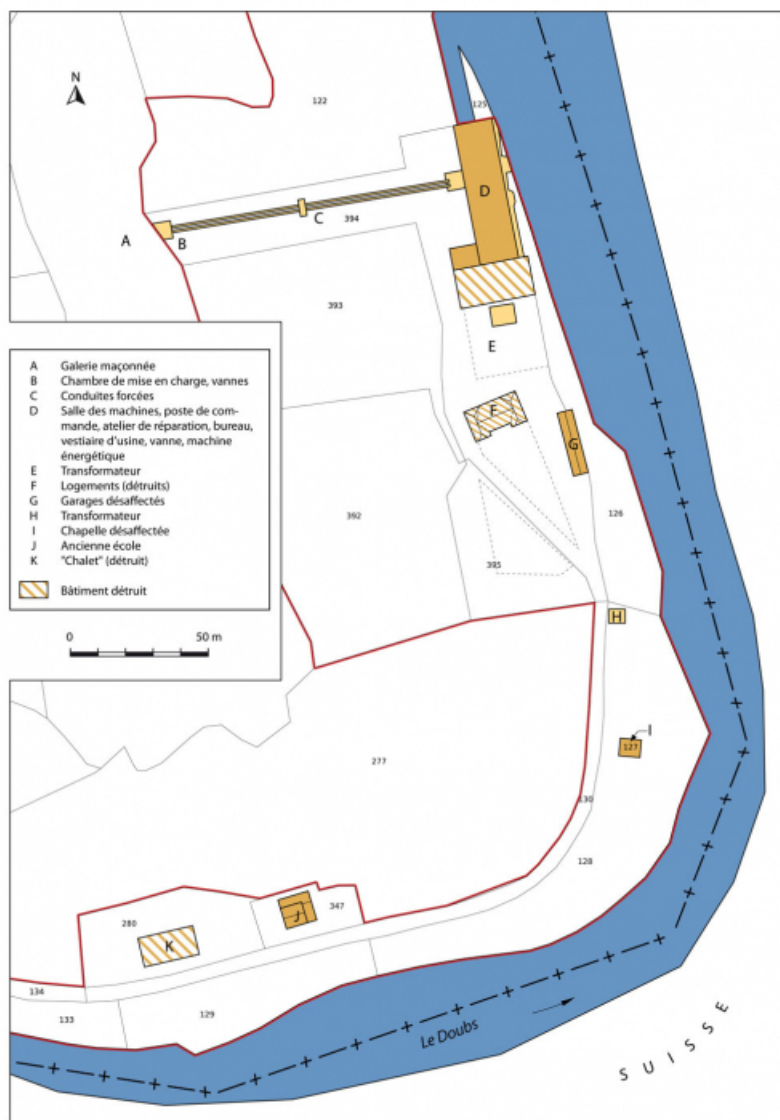 N
125
122
D
C
394
A
B
393
E
A Galerie maçonnée
B Chambre de mise en charge, vannes
C Conduites forcées
D Salle des machines, poste de com-
mande, atelier de réparation, bureau,
vestiaire d'usine, vanne, machine
énergétique
E Transformateur
F Logements (détruits)
G Garages désaffectés
H Transformateur
I Chapelle désaffectée
J Ancienne école
K "Chalet" (détruit)
Bâtiment détruit
0 50 m
F
G
392
126
395
H
I
127
277
130
128
280
347
J
K
134
133
129
Le Doubs
SUISSE